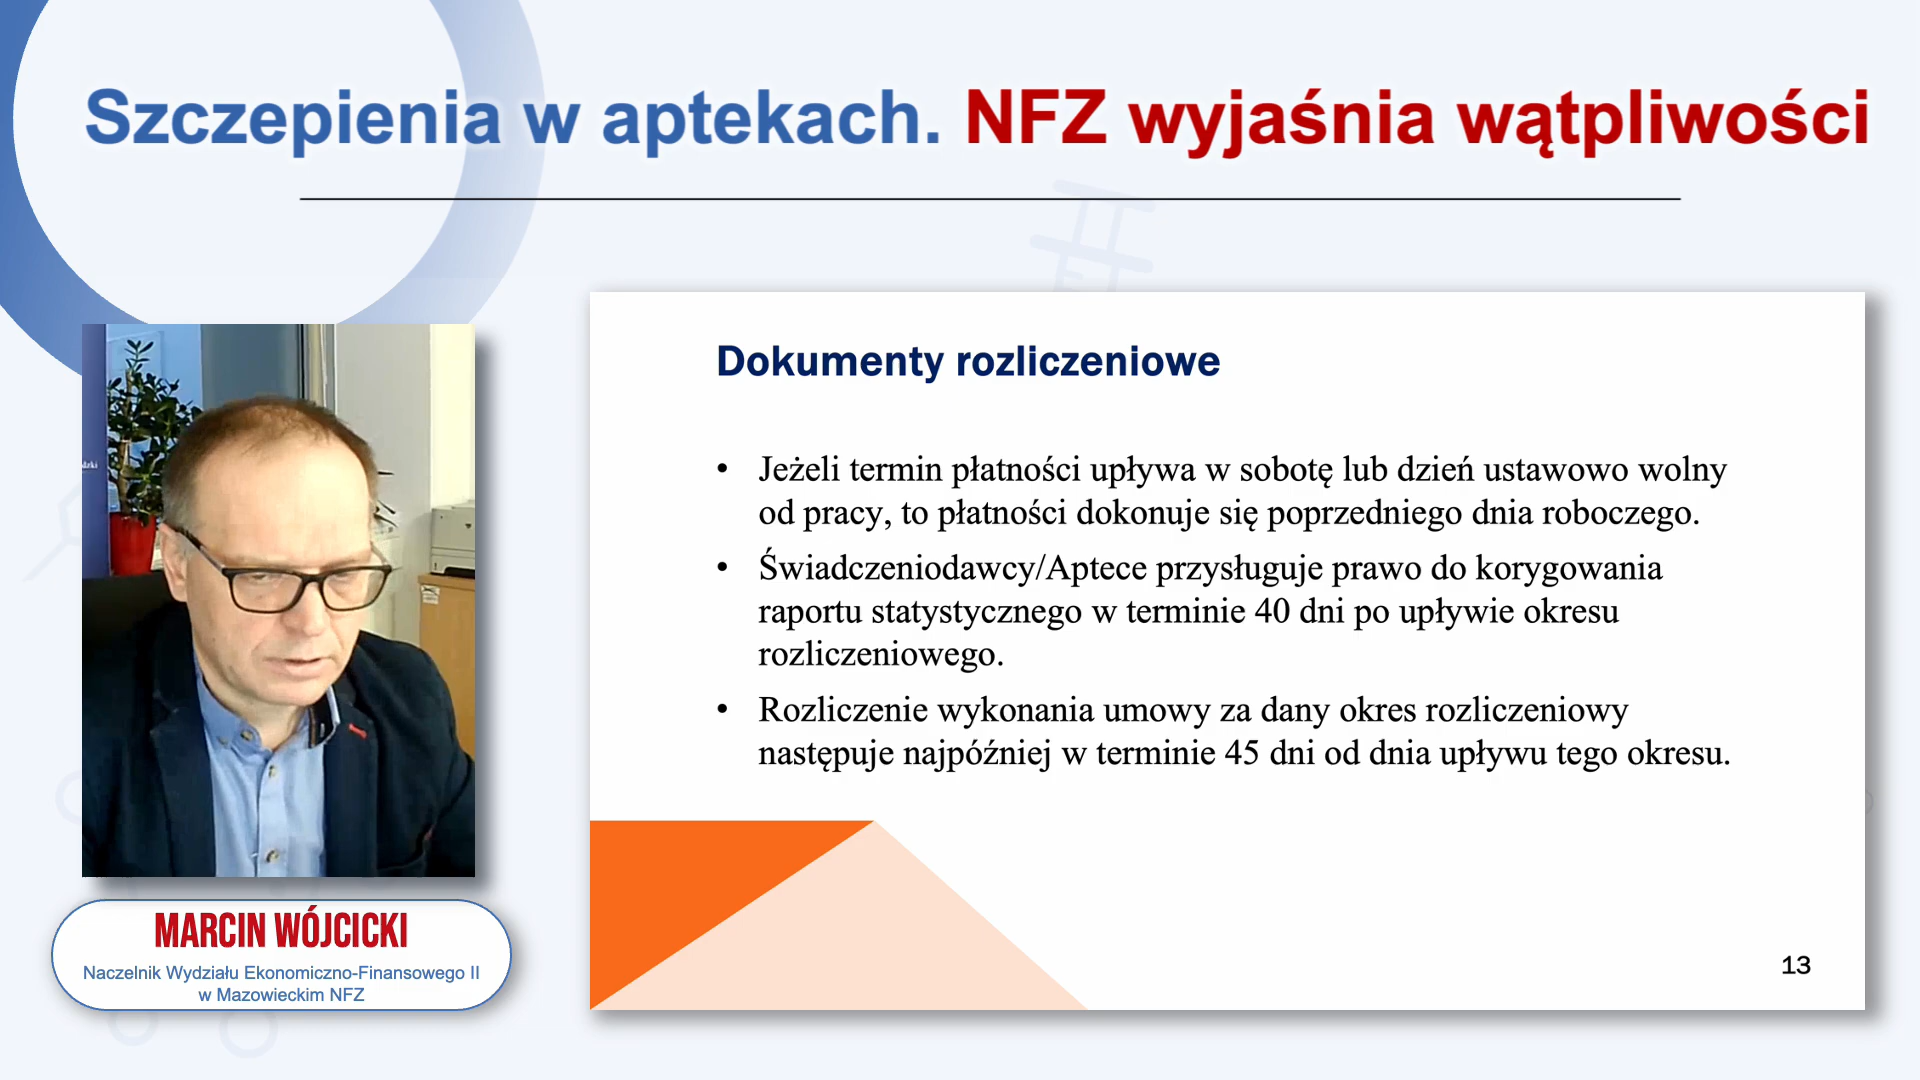 Szczepienia w aptekach. NFZ wyjaśnia wątpliwości
Dokumenty rozliczeniowe
• Jeżeli termin płatności upływa w sobotę lub dzień ustawowo wolny
od pracy, to płatności dokonuje się poprzedniego dnia roboczego.
• Świadczeniodawcy/Aptece przysługuje prawo do korygowania
raportu statystycznego w terminie 40 dni po upływie okresu
rozliczeniowego.
• Rozliczenie wykonania umowy za dany okres rozliczeniowy
następuje najpóźniej w terminie 45 dni od dnia upływu tego okresu.
13
MARCIN WÓJCICKI
Naczelnik Wydziału Ekonomiczno-Finansowego II
w Mazowieckim NFZ